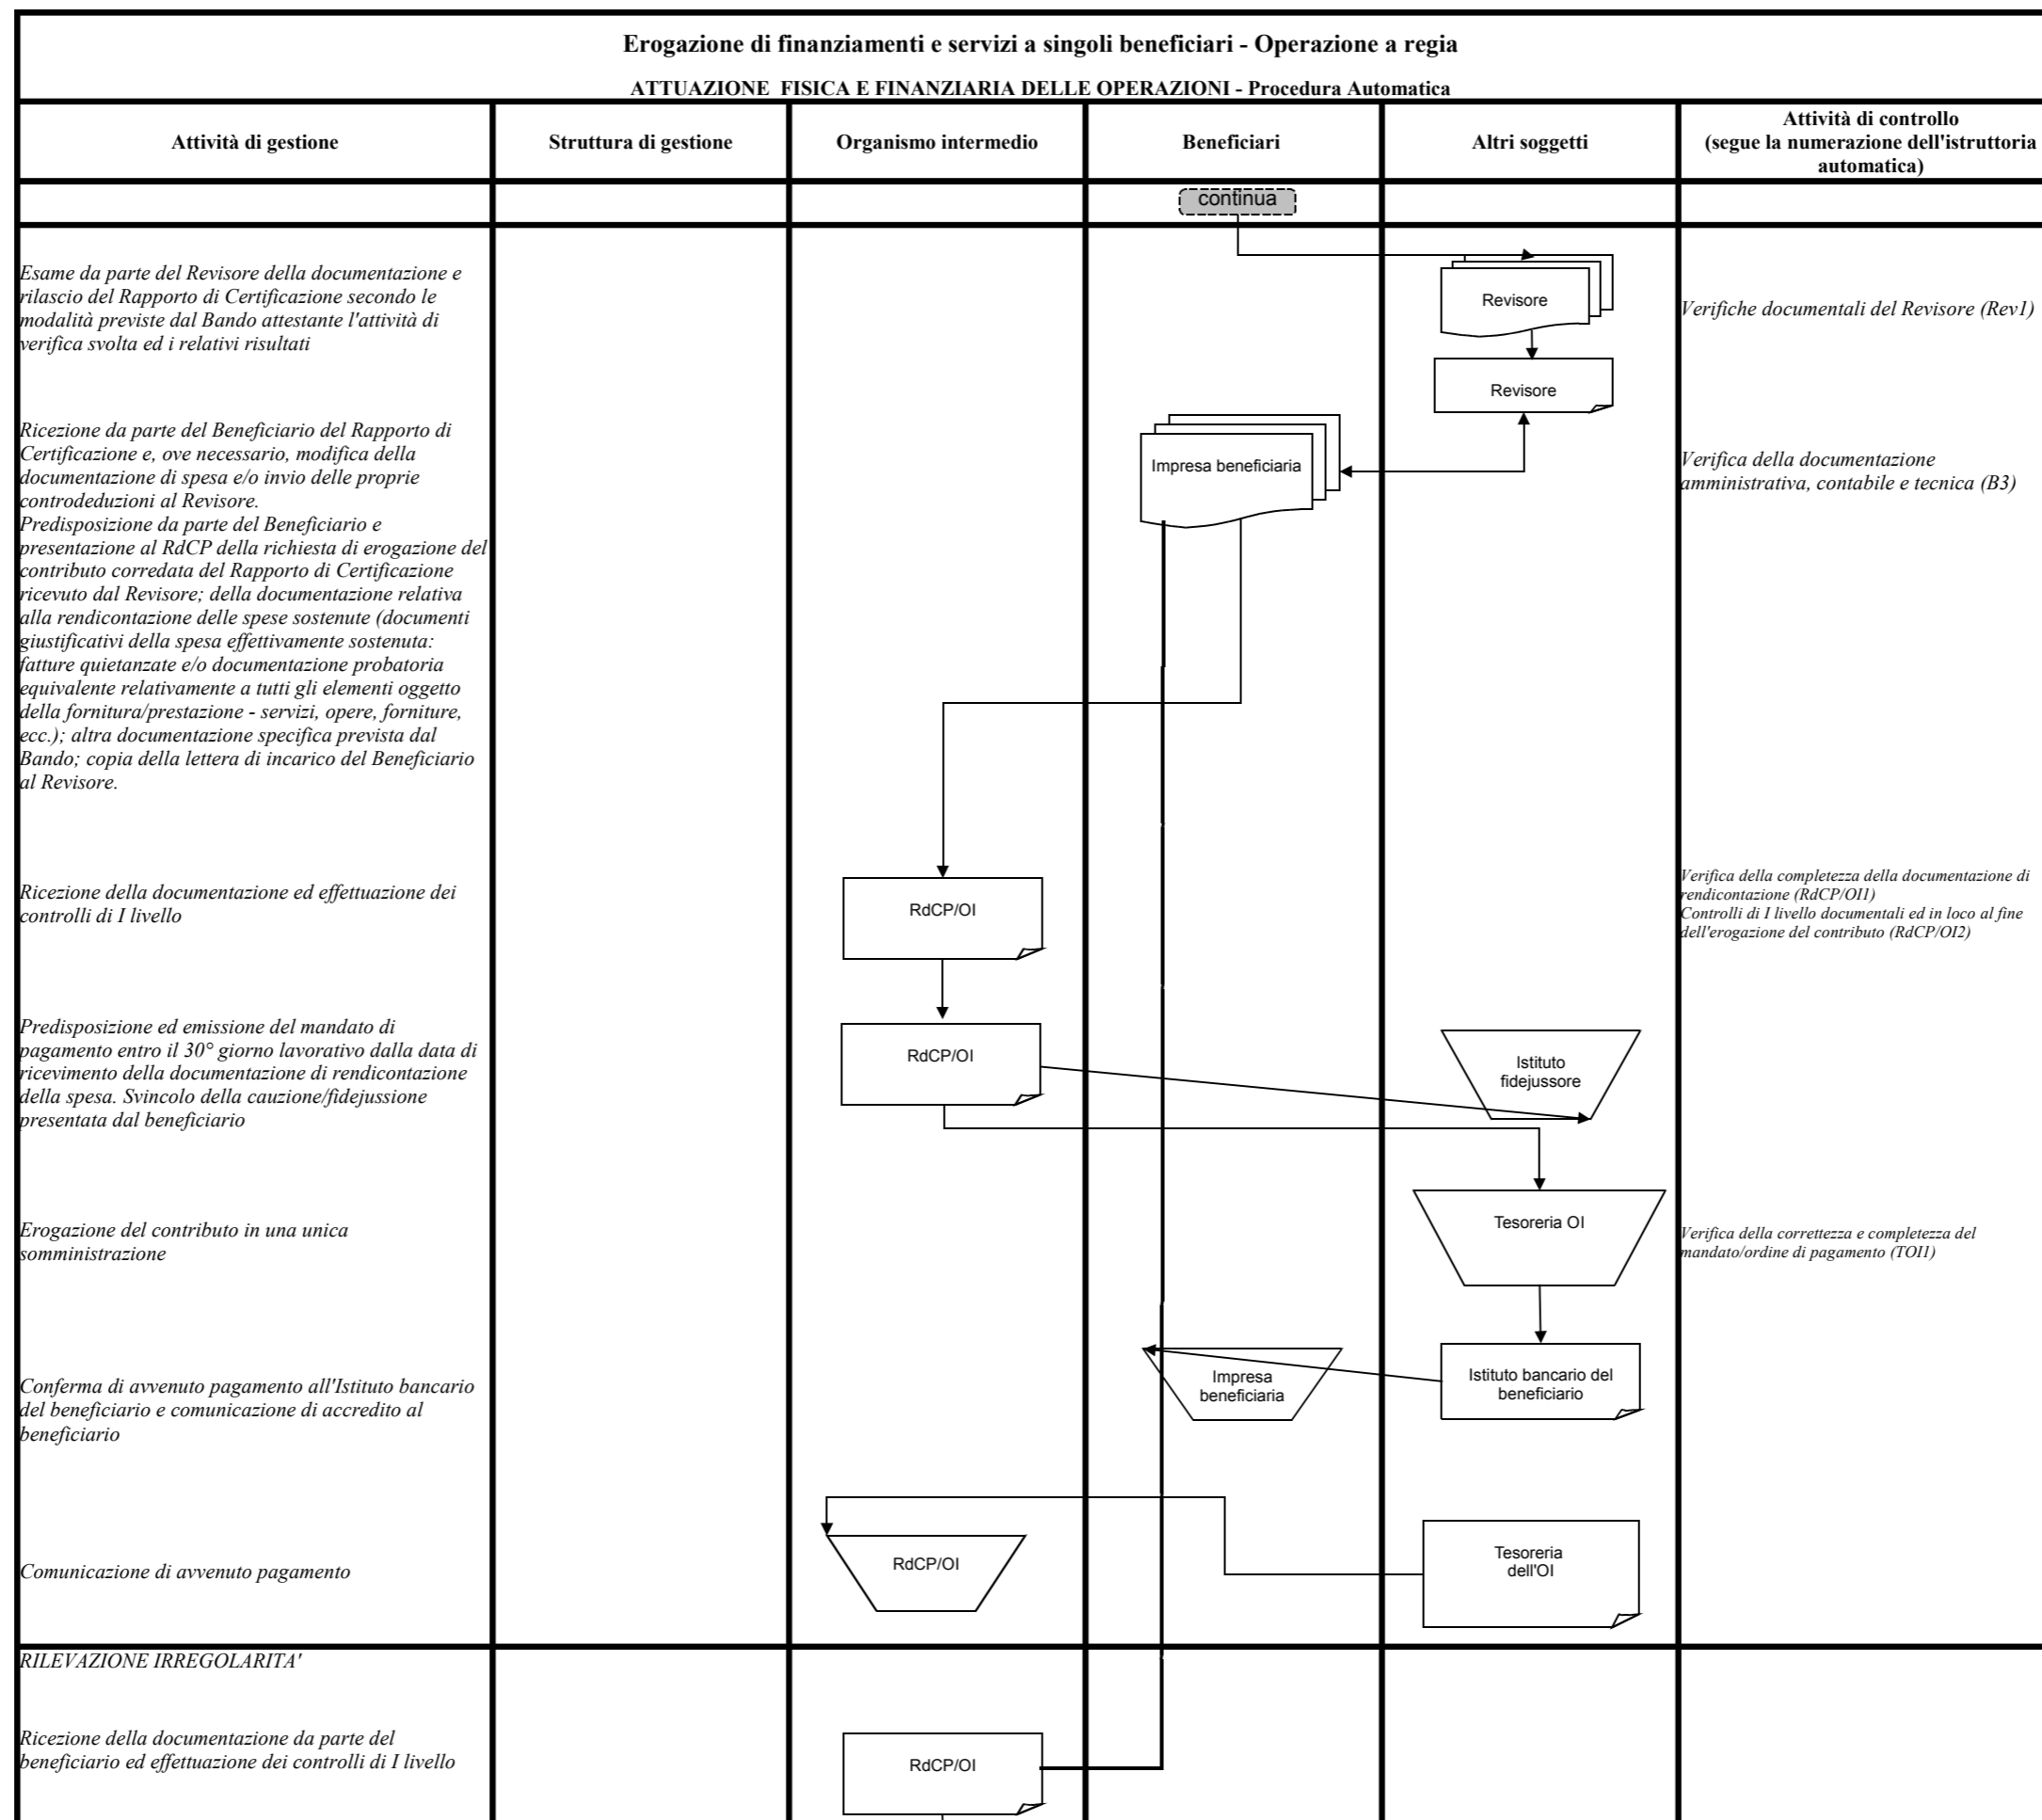 Erogazione di finanziamenti e servizi a singoli beneficiari - Operazione a regia
ATTUAZIONE FISICA E FINANZIARIA DELLE OPERAZIONI - Procedura Automatica
Attività di gestione
Struttura di gestione
Organismo intermedio
Beneficiari
Altri soggetti
Attività di controllo
(segue la numerazione dell'istruttoria
automatica)
continua
Esame da parte del Revisore della documentazione e
rilascio del Rapporto di Certificazione secondo le
modalità previste dal Bando attestante l'attività di
verifica svolta ed i relativi risultati
Revisore
Verifiche documentali del Revisore (Rev1)
Revisore
Ricezione da parte del Beneficiario del Rapporto di
Certificazione e, ove necessario, modifica della
documentazione di spesa e/o invio delle proprie
controdeduzioni al Revisore.
Predisposizione da parte del Beneficiario e
presentazione al RdCP della richiesta di erogazione del
contributo corredata del Rapporto di Certificazione
ricevuto dal Revisore; della documentazione relativa
alla rendicontazione delle spese sostenute (documenti
giustificativi della spesa effettivamente sostenuta:
fatture quietanzate e/o documentazione probatoria
equivalente relativamente a tutti gli elementi oggetto
della fornitura/prestazione - servizi, opere, forniture,
ecc.); altra documentazione specifica prevista dal
Bando; copia della lettera di incarico del Beneficiario
al Revisore.
Impresa beneficiaria
Verifica della documentazione
amministrativa, contabile e tecnica (B3)
Ricezione della documentazione ed effettuazione dei
controlli di I livello
RdCP/OI
Verifica della completezza della documentazione di
rendicontazione (RdCP/OI1)
Controlli di I livello documentali ed in loco al fine
dell'erogazione del contributo (RdCP/OI2)
Predisposizione ed emissione del mandato di
pagamento entro il 30° giorno lavorativo dalla data di
ricevimento della documentazione di rendicontazione
della spesa. Svincolo della cauzione/fidejussione
presentata dal beneficiario
RdCP/OI
Istituto
fidejussore
Erogazione del contributo in una unica
somministrazione
Tesoreria OI
Verifica della correttezza e completezza del
mandato/ordine di pagamento (TOI1)
Conferma di avvenuto pagamento all'Istituto bancario
del beneficiario e comunicazione di accredito al
beneficiario
Impresa
beneficiaria
Istituto bancario del
beneficiario
Comunicazione di avvenuto pagamento
RdCP/OI
Tesoreria
dell'OI
RILEVAZIONE IRREGOLARITA'
Ricezione della documentazione da parte del
beneficiario ed effettuazione dei controlli di I livello
RdCP/OI